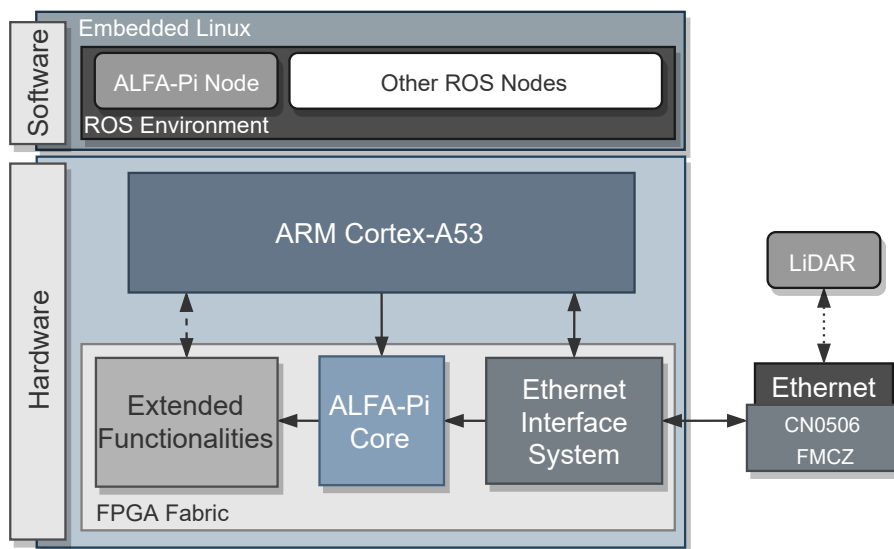 Software
Embedded Linux
ALFA-Pi Node
Other ROS Nodes
ROS Environment
Hardware
ARM Cortex-A53
LiDAR
Extended
Functionalities
ALFA-Pi
Core
Ethernet
Interface
System
Ethernet
CN0506
FMCZ
FPGA Fabric